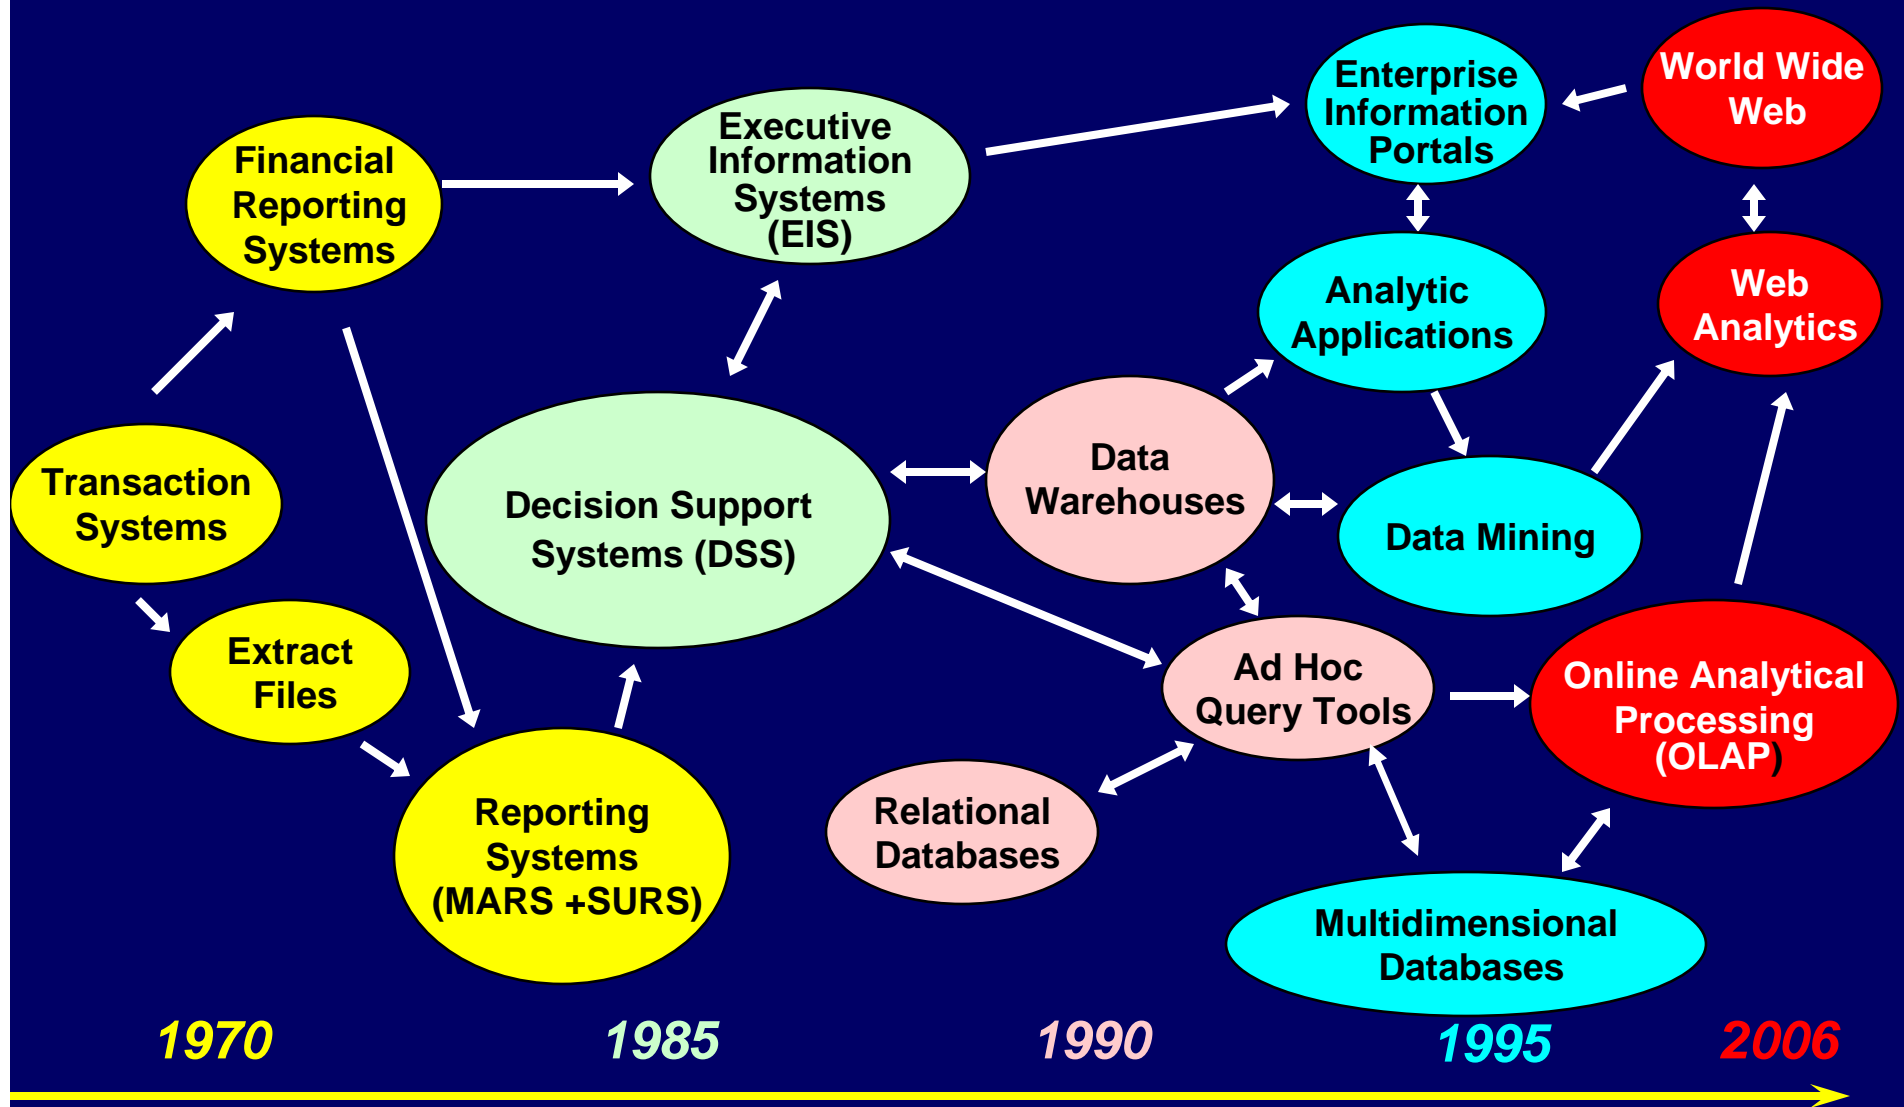 Financial
Reporting
Systems
Executive
Information
Systems
(EIS)
Enterprise
Information
Portals
World Wide
Web
Transaction
Systems
Extract
Files
Reporting
Systems
(MARS +SURS)
Decision Support
Systems (DSS)
Data
Warehouses
Analytic
Applications
Web
Analytics
Data Mining
Ad Hoc
Query Tools
Online Analytical
Processing
(OLAP)
Relational
Databases
Multidimensional
Databases
1970
1985
1990
1995
2006